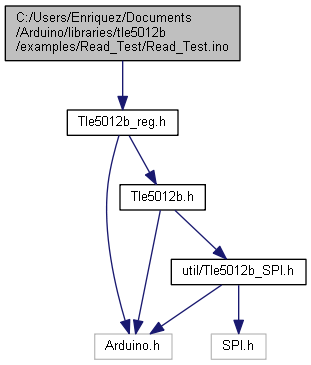 C:/Users/Enriquez/Documents
/Arduino/libraries/tle5012b
/examples/Read_Test/Read_Test.ino
Tle5012b_reg.h
Tle5012b.h
util/Tle5012b_SPI.h
Arduino.h
SPI.h